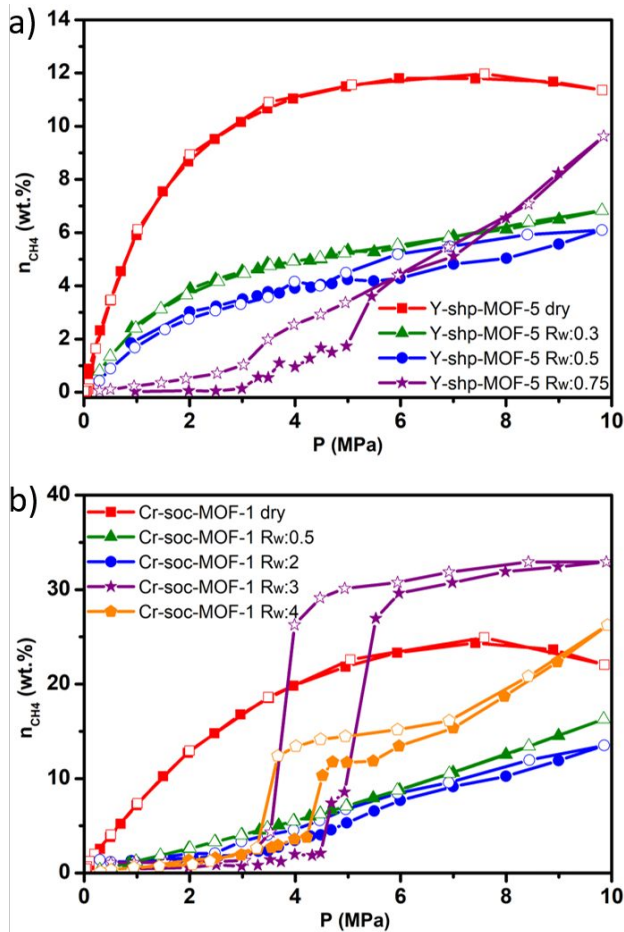 a)
14
12
10
8
6
4
2
0
nCH4 (wt.%)
Y-shp-MOF-5 dry
Y-shp-MOF-5 Rw:0.3
Y-shp-MOF-5 Rw:0.5
Y-shp-MOF-5 Rw:0.75
0 2 4 6 8 10
P (MPa)
b)
40
30
20
10
0
nCH4 (wt.%)
Cr-soc-MOF-1 dry
Cr-soc-MOF-1 Rw:0.5
Cr-soc-MOF-1 Rw:2
Cr-soc-MOF-1 Rw:3
Cr-soc-MOF-1 Rw:4
0 2 4 6 8 10
P (MPa)